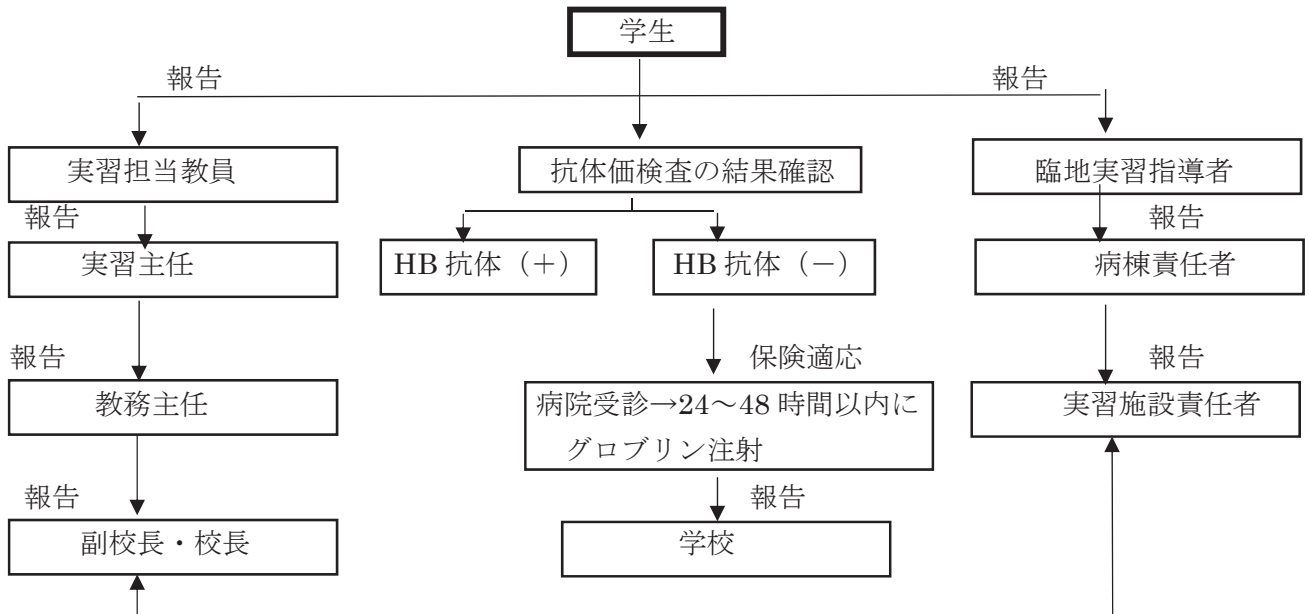 学生
報告
報告
実習担当教員
抗体価検査の結果確認
臨地実習指導者
報告
報告
実習主任
HB 抗体（＋）
HB 抗体（－）
病棟責任者
報告
保険適応
報告
教務主任
病院受診→24～48 時間以内に
グロブリン注射
実習施設責任者
報告
報告
副校長・校長
学校